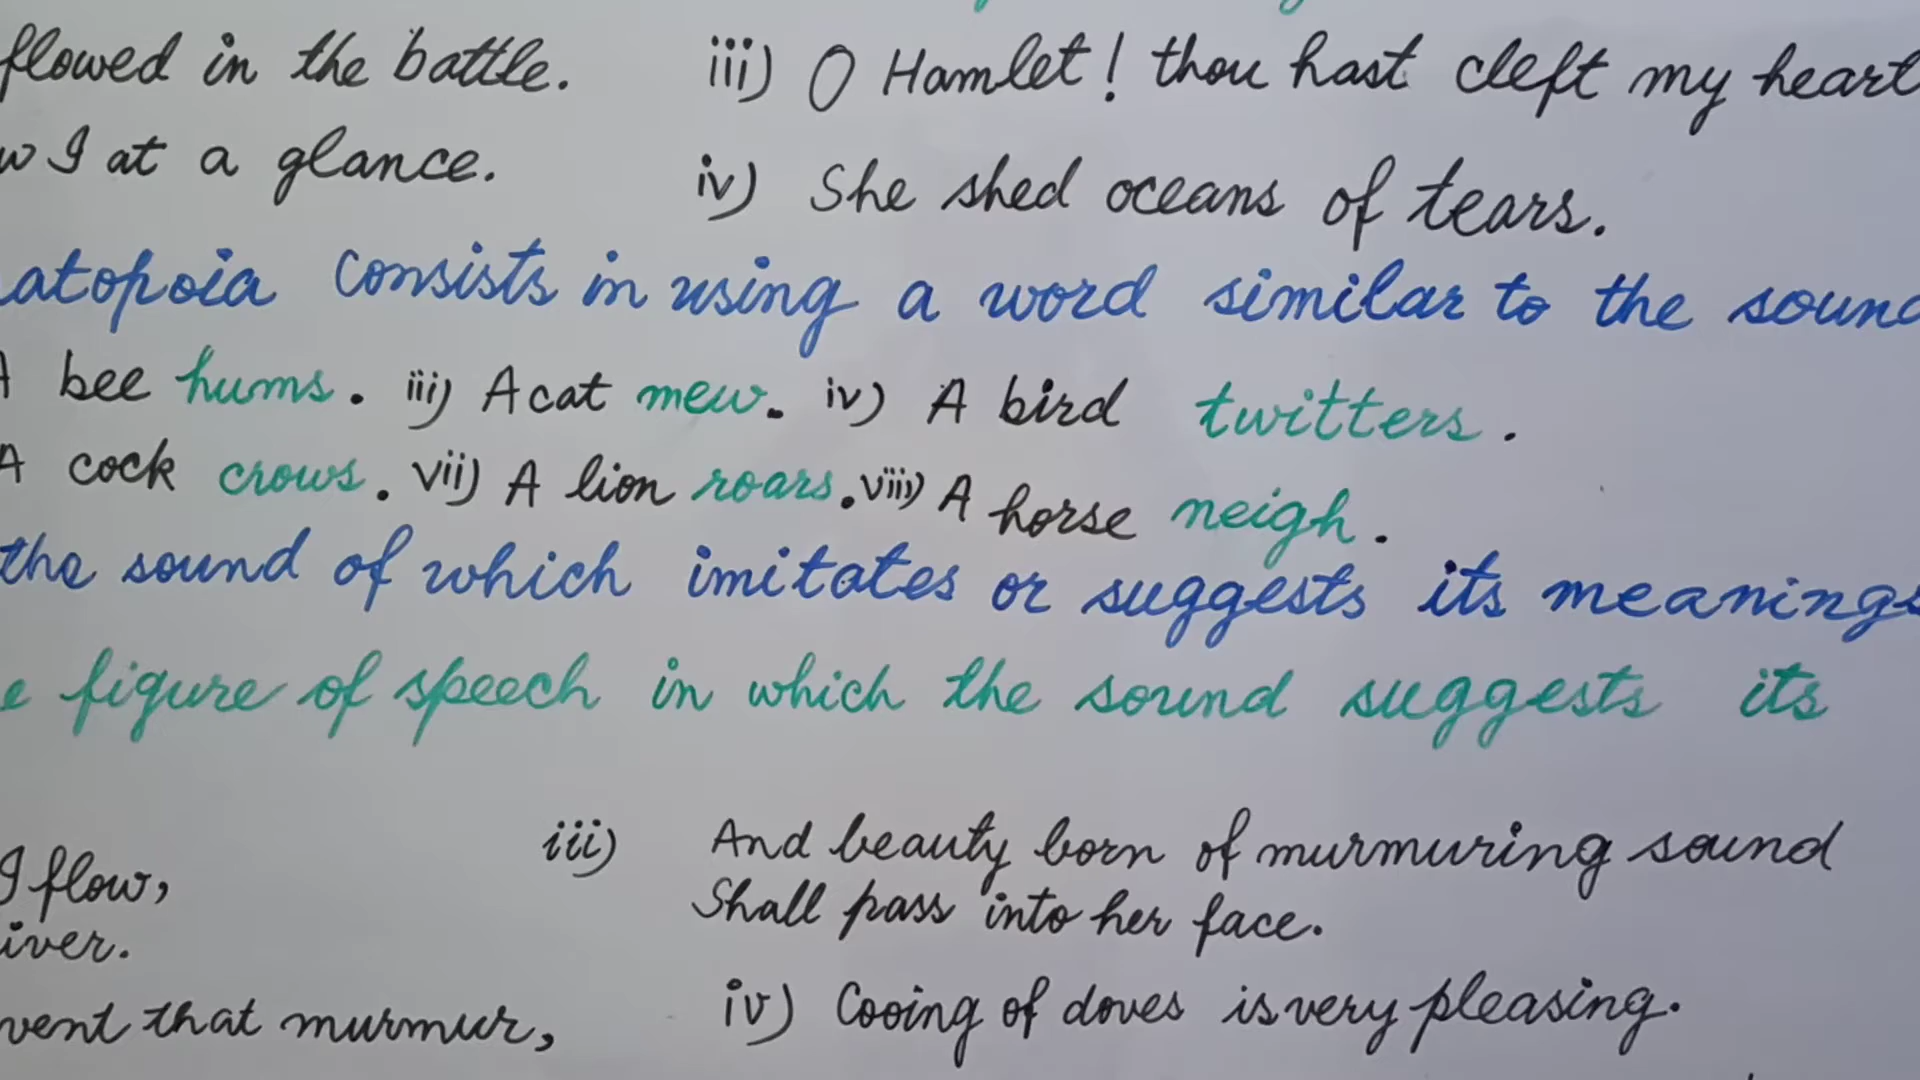 flowed in the battle. iii) O Hamlet! thou hast cleft my heart
I at a glance. iv) She shed oceans of tears.
atopoia consists in using a word similar to the sound
A bee hums. iii) A cat mew. iv) A bird twitters.
A cock crows. vii) A lion roars. viii) A horse neigh.
the sound of which imitates or suggests its meanings
figure of speech in which the sound suggests its
iii) And beauty born of murmuring sound
I flow, Shall pass into her face.
iver.
vent that murmur, iv) Cooing of doves is very pleasing.